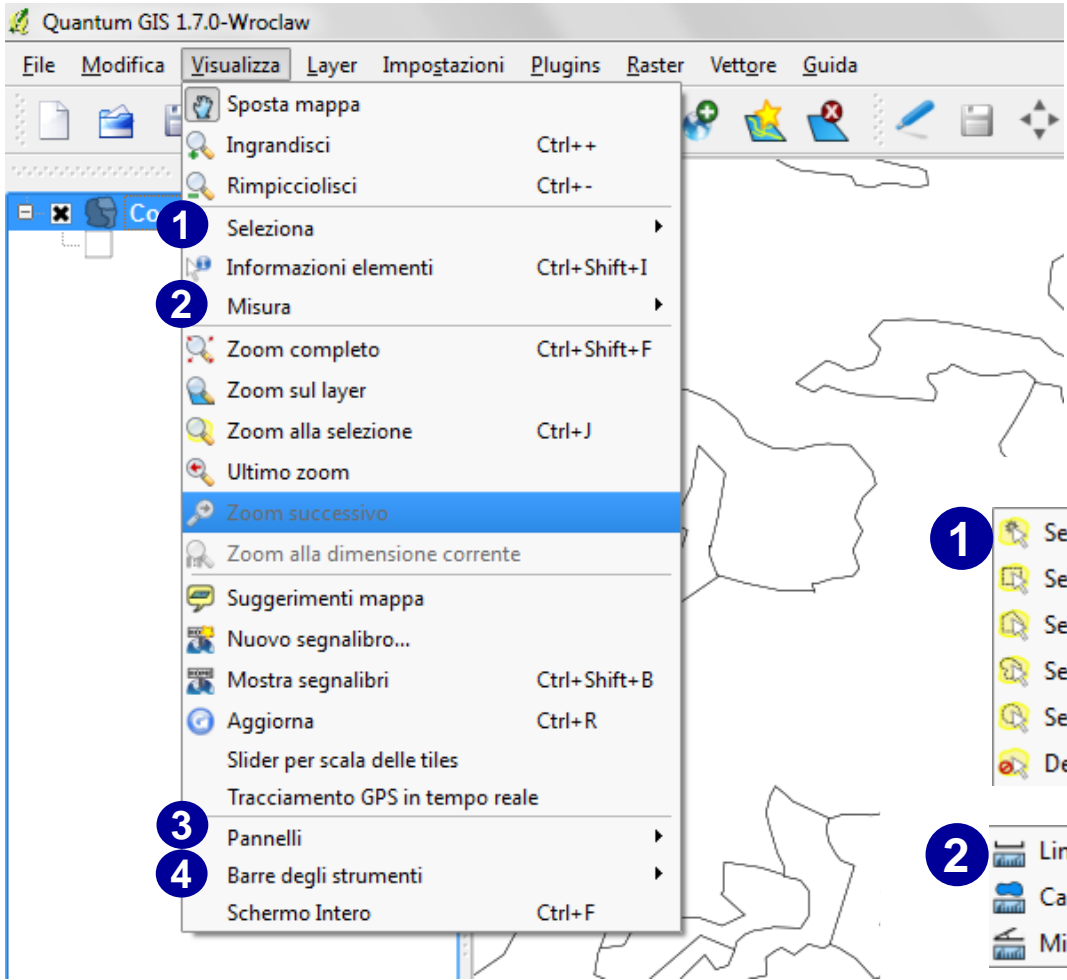 Quantum GIS 1.7.0-Wroclaw
File Modifica Visualizza Layer Impostazioni Plugins Raster Vettore Guida
Sposta mappa
Ingrandisci Ctrl++
Rimpicciolisci Ctrl+-
Co
1 Seleziona
Informazioni elementi Ctrl+Shift+I
2 Misura
Zoom completo Ctrl+Shift+F
Zoom sul layer
Zoom alla selezione Ctrl+J
Ultimo zoom
Zoom successivo
Zoom alla dimensione corrente
Suggerimenti mappa
Nuovo segnalibro...
Mostra segnalibri Ctrl+Shift+B
Aggiorna Ctrl+R
Slider per scala delle tiles
Tracciamento GPS in tempo reale
3 Pannelli
4 Barre degli strumenti
Schermo Intero Ctrl+F
1 Se
Se
Se
Se
Se
De
2 Lin
Ca
Mi